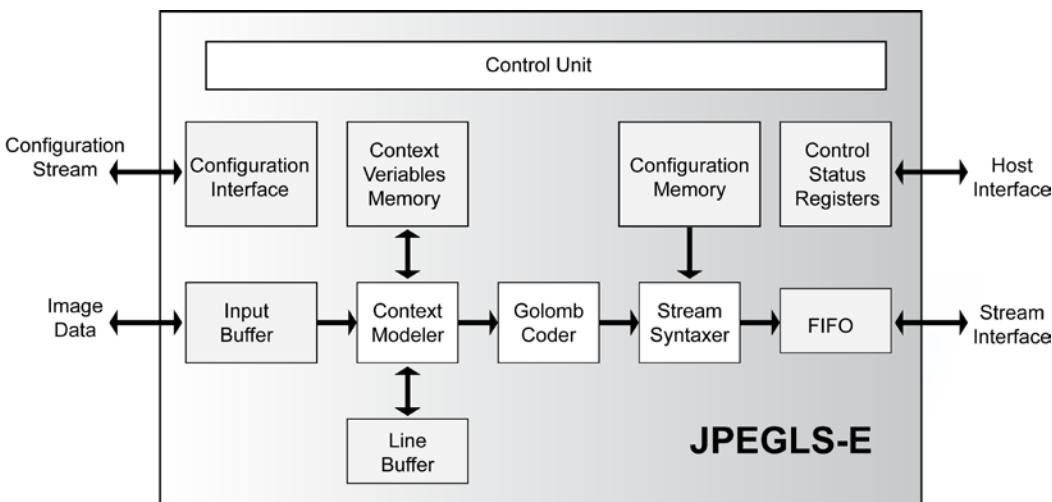 Control Unit
Configuration
Stream
Configuration
Interface
Context
Veriables
Memory
Configuration
Memory
Control
Status
Registers
Host
Interface
Image
Data
Input
Buffer
Context
Modeler
Golomb
Coder
Stream
Syntaxer
FIFO
Stream
Interface
Line
Buffer
JPEGLS-E